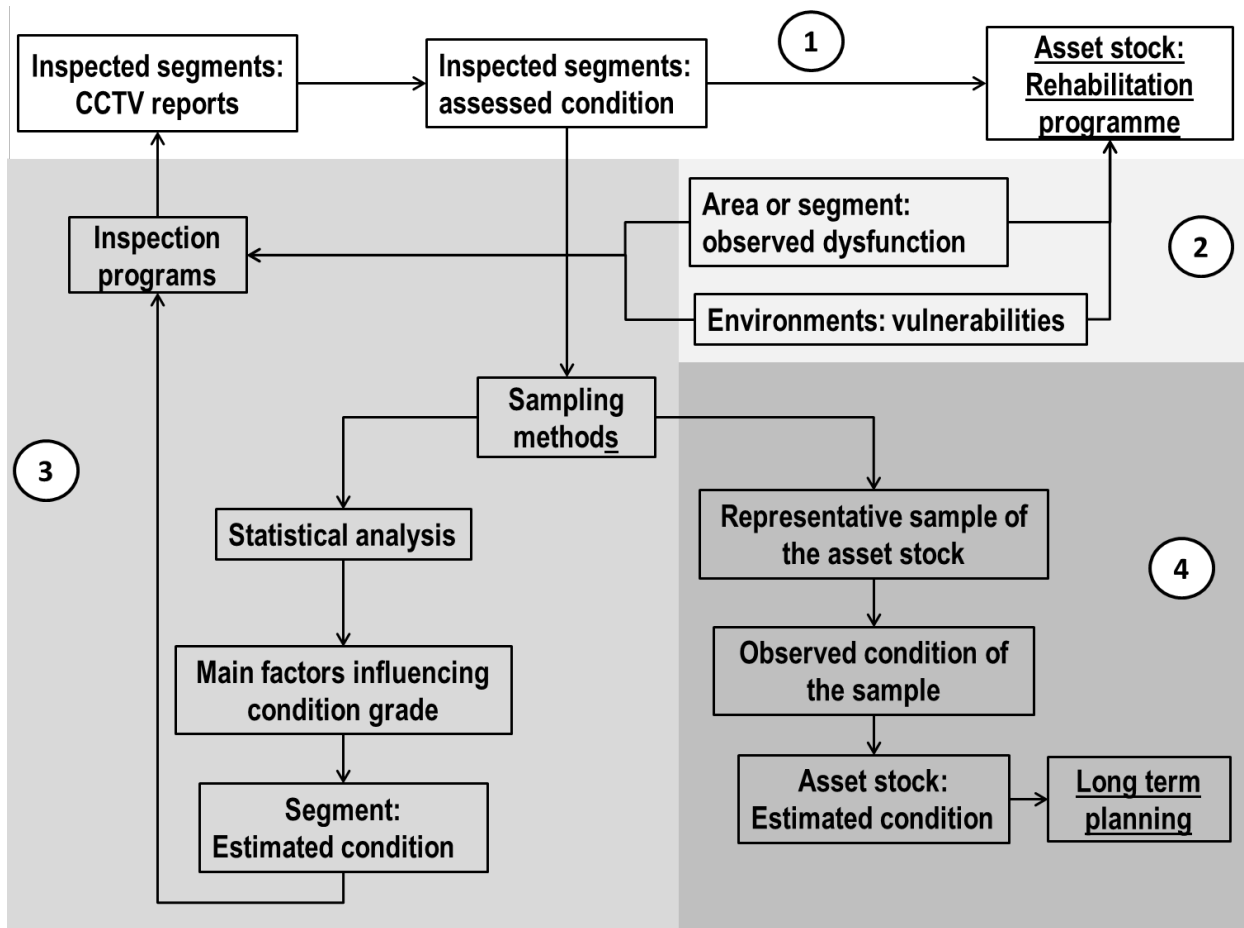 1
Inspected segments:
CCTV reports
Inspected segments:
assessed condition
Asset stock:
Rehabilitation
programme
Area or segment:
observed dysfunction
2
Inspection
programs
Environments: vulnerabilities
Sampling
methods
3
Statistical analysis
Representative sample of
the asset stock
4
Main factors influencing
condition grade
Observed condition of
the sample
Segment:
Estimated condition
Asset stock:
Estimated condition
Long term
planning